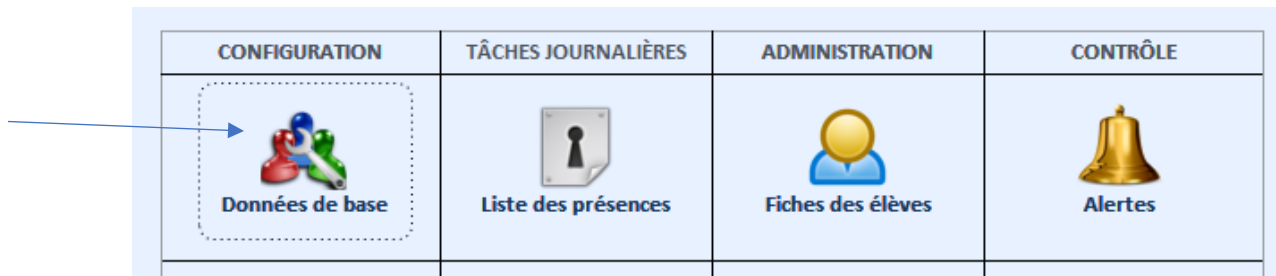 CONFIGURATION
TÂCHES JOURNALIÈRES
ADMINISTRATION
CONTRÔLE
Données de base
Liste des présences
Fiches des élèves
Alertes